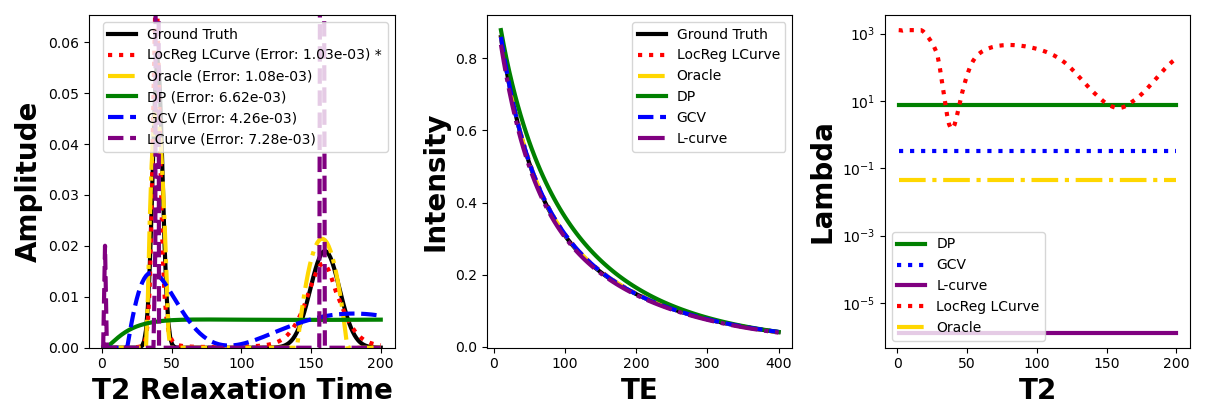 Amplitude
0.06
0.05
0.04
0.03
0.02
0.01
0.00
Ground Truth
LocReg LCurve (Error: 1.03e-03) *
Oracle (Error: 1.08e-03)
DP (Error: 6.62e-03)
GCV (Error: 4.26e-03)
LCurve (Error: 7.28e-03)
0 50 100 150 200
T2 Relaxation Time
Intensity
0.8
0.6
0.4
0.2
0.0
Ground Truth
LocReg LCurve
Oracle
DP
GCV
L-curve
0 100 200 300 400
TE
Lambda
10³
10¹
10⁻¹
10⁻³
10⁻⁵
DP
GCV
L-curve
LocReg LCurve
Oracle
0 50 100 150 200
T2